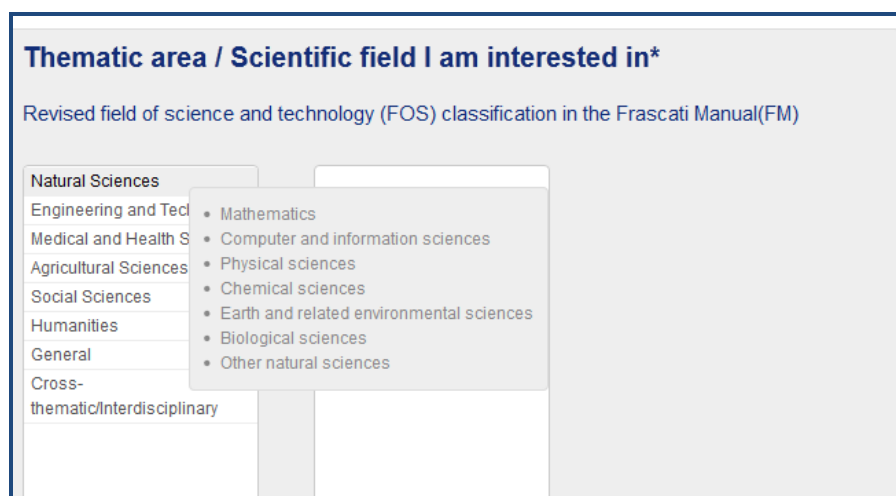 Thematic area / Scientific field I am interested in*
Revised field of science and technology (FOS) classification in the Frascati Manual(FM)
Natural Sciences
Engineering and Tec
Medical and Health S
Agricultural Sciences
Social Sciences
Humanities
General
Cross-
thematic/Interdisciplinary
• Mathematics
• Computer and information sciences
• Physical sciences
• Chemical sciences
• Earth and related environmental sciences
• Biological sciences
• Other natural sciences